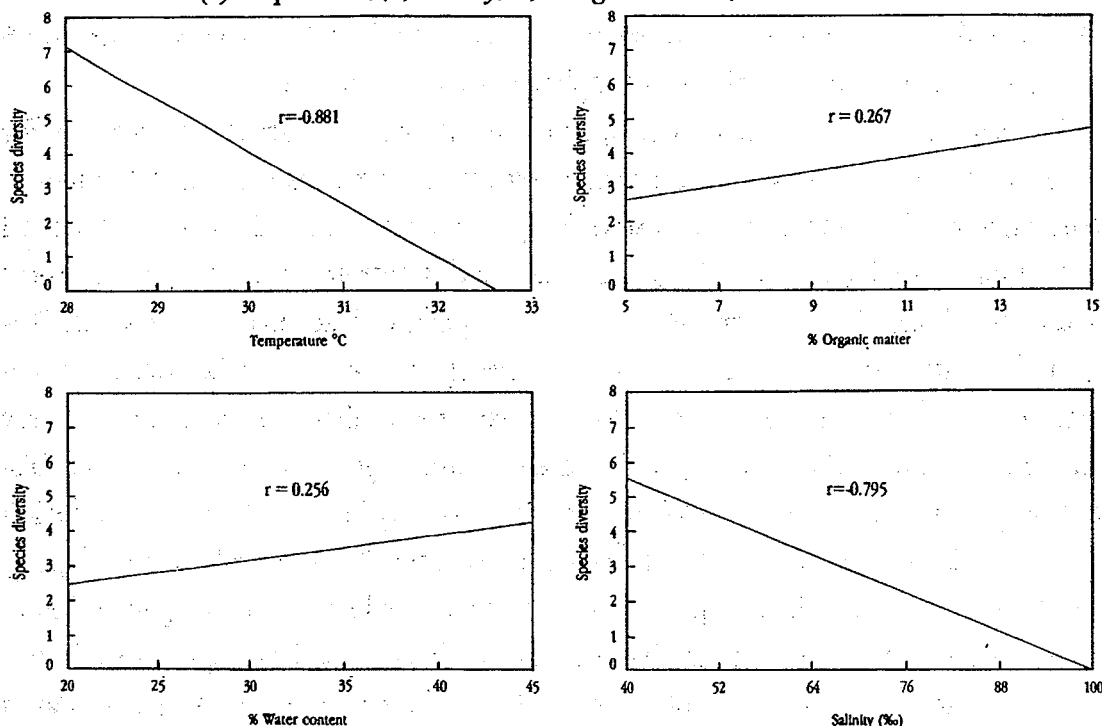 8
7
6
5
4
3
2
1
0
Species diversity
r=-0.881
28 29 30 31 32 33
Temperature °C
8
7
6
5
4
3
2
1
0
Species diversity
r = 0.267
5 7 9 11 13 15
% Organic matter
8
7
6
5
4
3
2
1
0
Species diversity
r = 0.256
20 25 30 35 40 45
% Water content
8
7
6
5
4
3
2
1
0
Species diversity
r=-0.795
40 52 64 76 88 100
Salinity (‰)